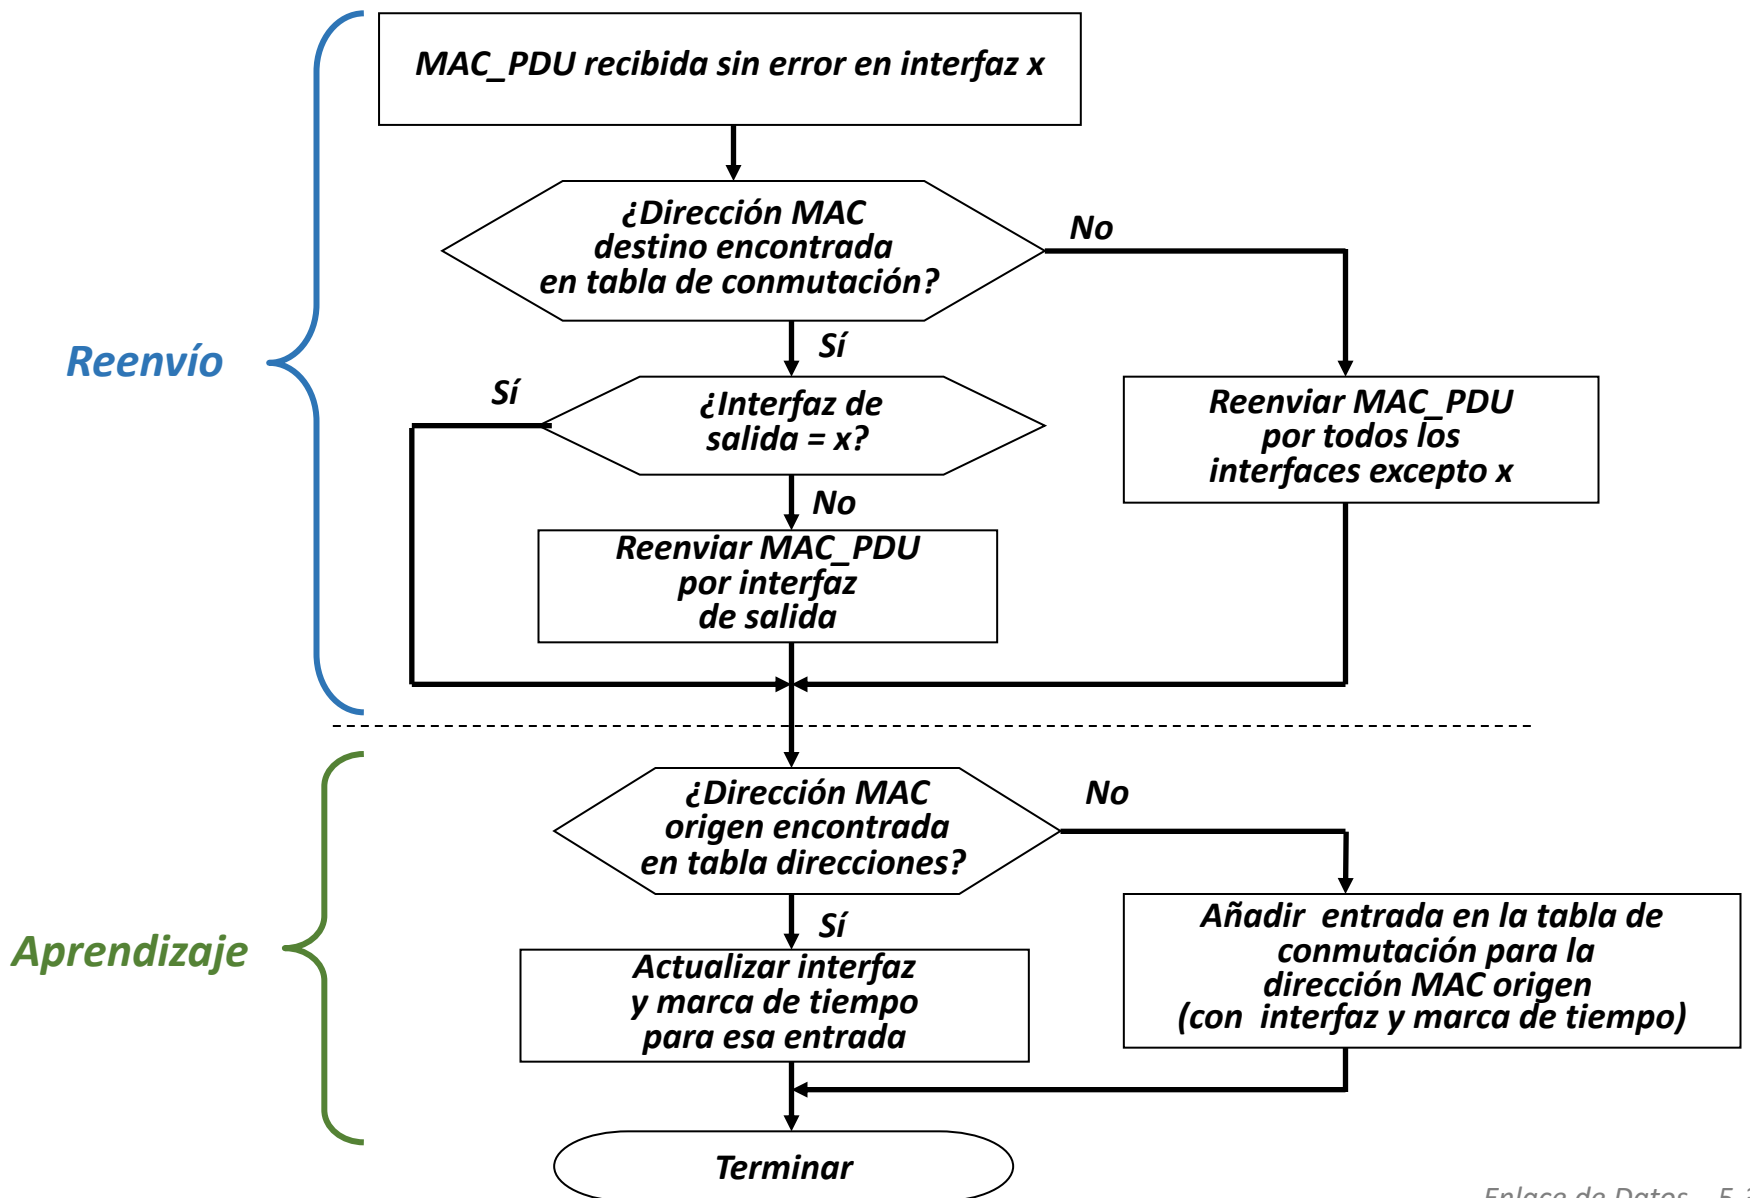 MAC_PDU recibida sin error en interfaz x
¿Dirección MAC
destino encontrada
en tabla de conmutación?
No
Sí
Reenvío
Sí
¿Interfaz de
salida = x?
Reenviar MAC_PDU
por todos los
interfaces excepto x
No
Reenviar MAC_PDU
por interfaz
de salida
¿Dirección MAC
origen encontrada
en tabla direcciones?
No
Sí
Aprendizaje
Actualizar interfaz
y marca de tiempo
para esa entrada
Añadir entrada en la tabla de
conmutación para la
dirección MAC origen
(con interfaz y marca de tiempo)
Terminar
Enlace de Datos